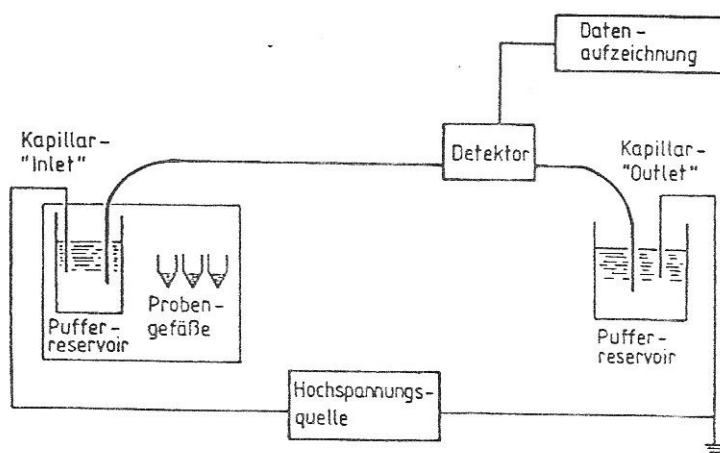 Daten-
aufzeichnung
Kapillar-
"Inlet"
Detektor
Kapillar-
"Outlet"
Proben-
gefäße
Puffer-
reservoir
Puffer-
reservoir
Hochspannungs-
quelle